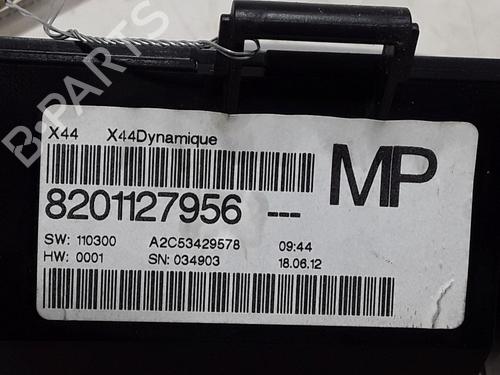 B-PARTS
X44 X44Dynamique
MP
8201127956 ---
SW: 110300 A2C53429578 09:44
HW: 0001 SN: 034903 18.06.12